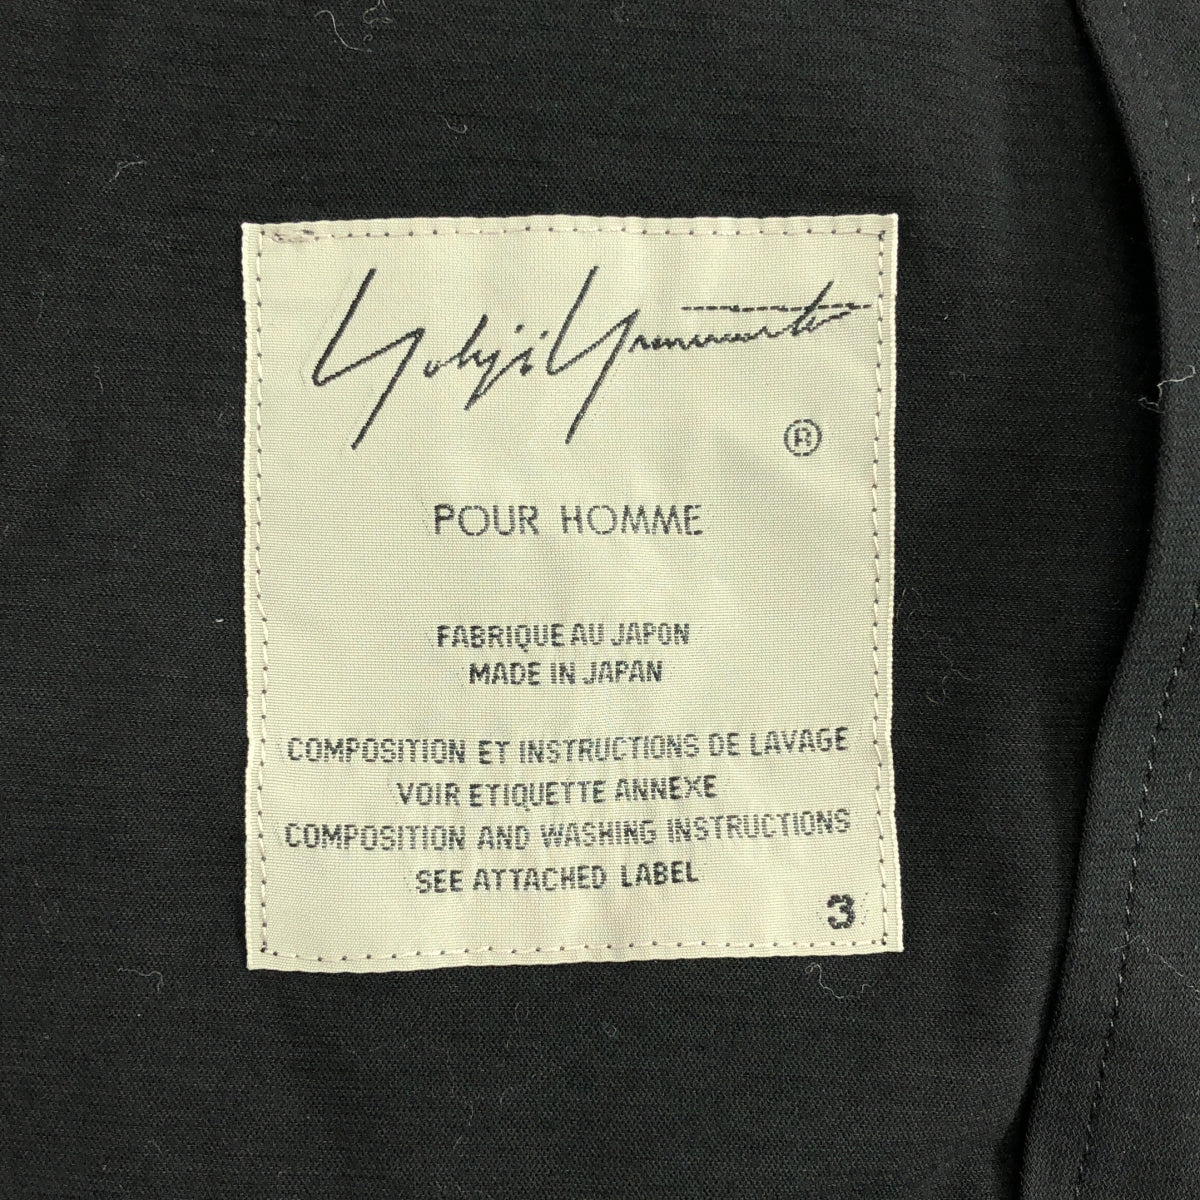 Yohji Yamamoto
®
POUR HOMME
FABRIQUE AU JAPON
MADE IN JAPAN
COMPOSITION ET INSTRUCTIONS DE LAVAGE
VOIR ETIQUETTE ANNEXE
COMPOSITION AND WASHING INSTRUCTIONS
SEE ATTACHED LABEL
3